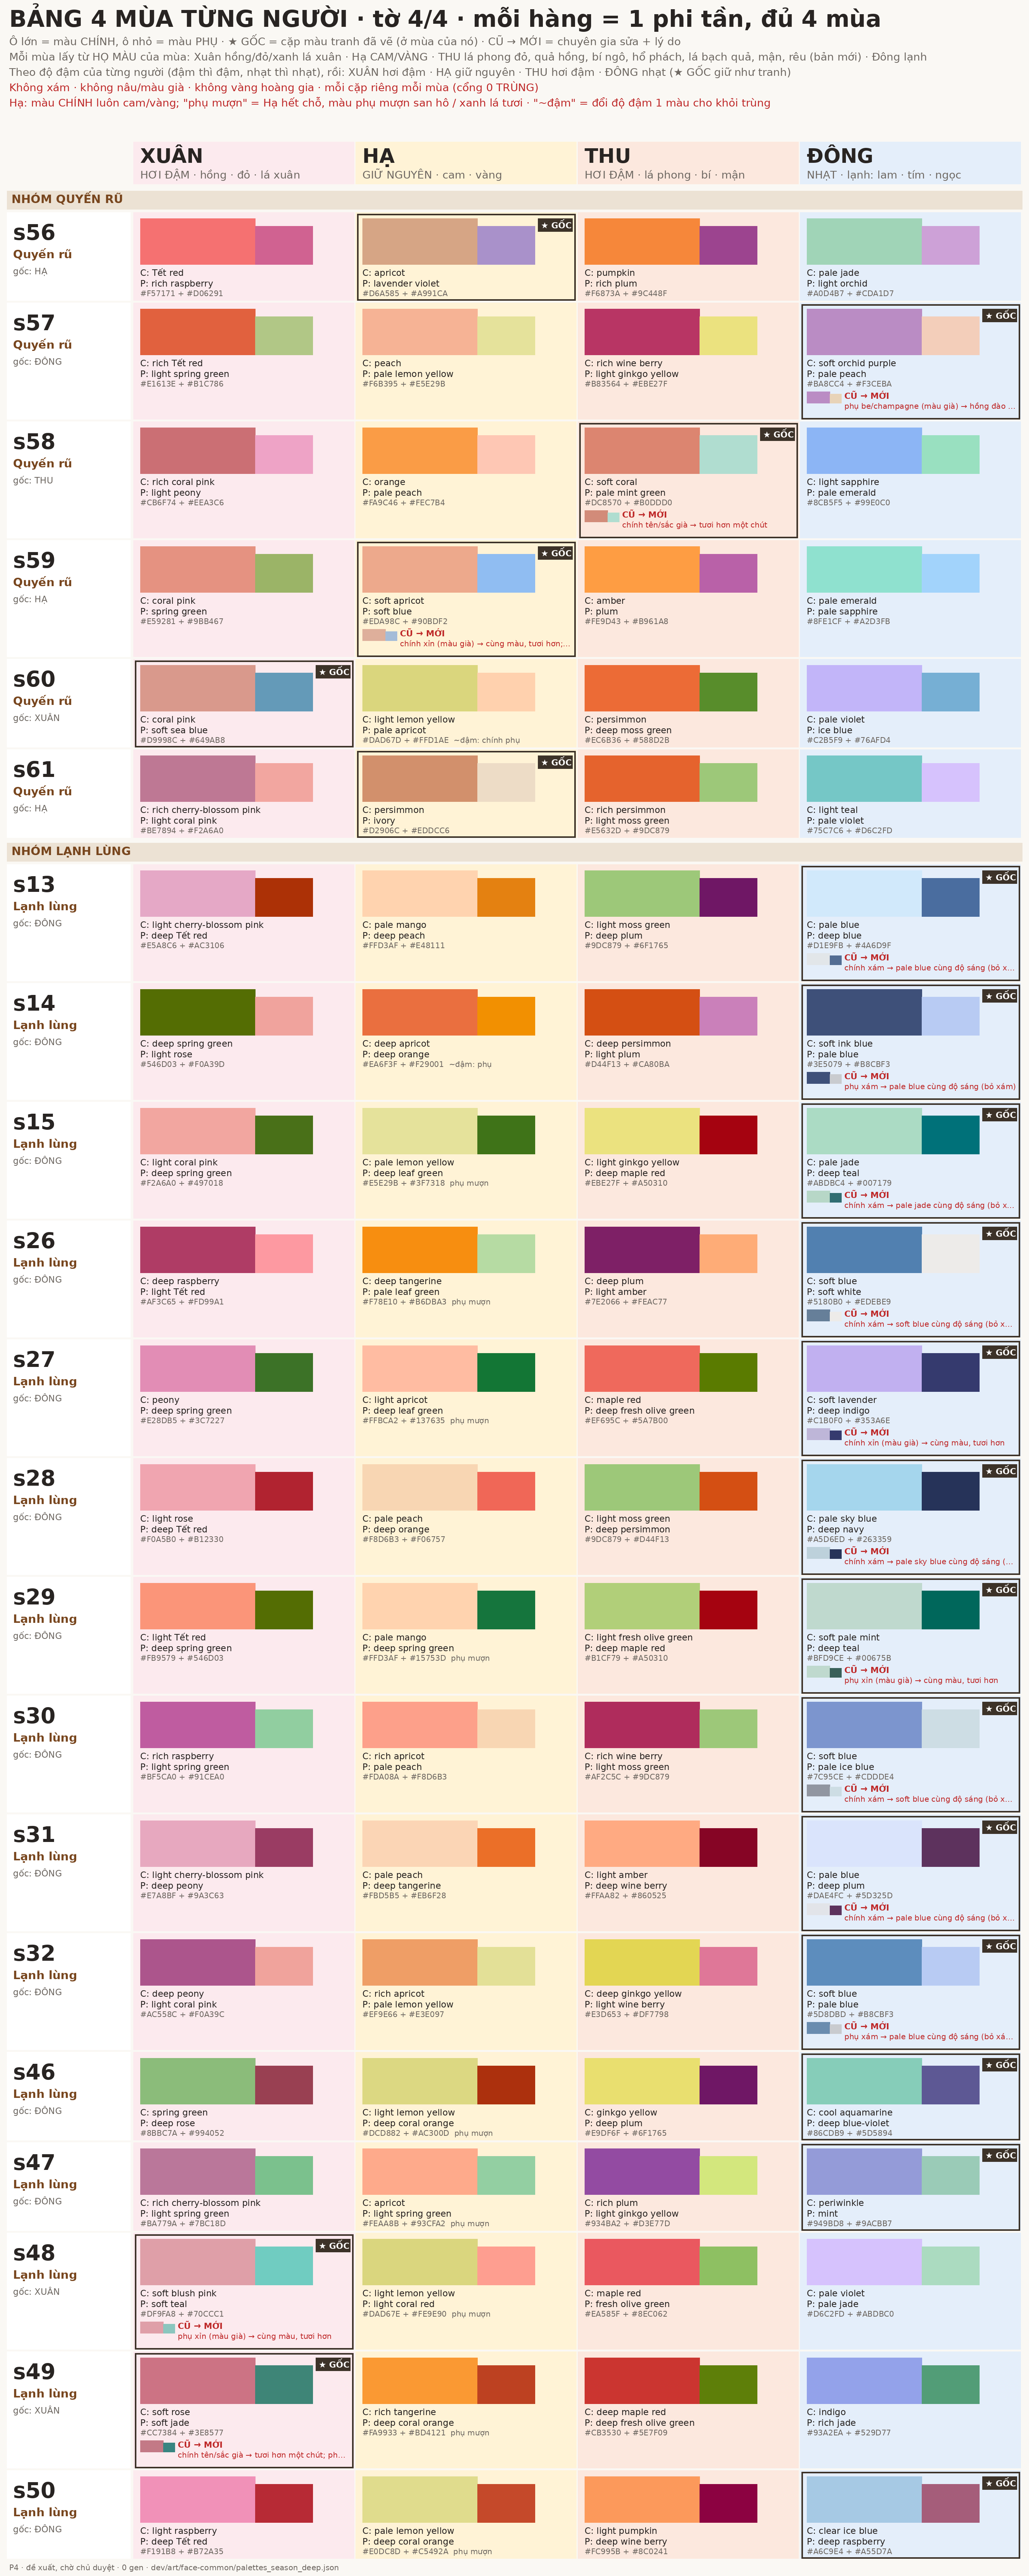 BẢNG 4 MÙA TỪNG NGƯỜI · tờ 4/4 · mỗi hàng = 1 phi tần, đủ 4 mùa
Ô lớn = màu CHÍNH, ô nhỏ = màu PHỤ · ★ GỐC = cặp màu tranh đã vẽ (ở mùa của nó) · CŨ → MỚI = chuyên gia sửa + lý do
Mỗi mùa lấy từ HỌ MÀU của mùa: Xuân hồng/đỏ/xanh lá xuân · Hạ CAM/VÀNG · THU lá phong đỏ, quả hồng, bí ngô, hổ phách, lá bạch quả, mận, rêu (bản mới) · Đông lạnh
Theo độ đậm của từng người (đậm thì đậm, nhạt thì nhạt), rồi: XUÂN hơi đậm · HẠ giữ nguyên · THU hơi đậm · ĐÔNG nhạt (★ GỐC giữ như tranh)
Không xám · không nâu/màu già · không vàng hoàng gia · mỗi cặp riêng mỗi mùa (cổng 0 TRÙNG)
Hạ: màu CHÍNH luôn cam/vàng; "phụ mượn" = Hạ hết chỗ, màu phụ mượn san hô / xanh lá tươi · "~đậm" = đổi độ đậm 1 màu cho khỏi trùng
XUÂN
HƠI ĐẬM · hồng · đỏ · lá xuân
HẠ
GIỮ NGUYÊN · cam · vàng
THU
HƠI ĐẬM · lá phong · bí · mận
ĐÔNG
NHẠT · lạnh: lam · tím · ngọc
NHÓM QUYẾN RŨ
s56
Quyến rũ
gốc: HẠ
C: Tết red
P: rich raspberry
#F57171 + #D06291
★ GỐC
C: apricot
P: lavender violet
#D6A585 + #A991CA
C: pumpkin
P: rich plum
#F6873A + #9C448F
C: pale jade
P: light orchid
#A0D4B7 + #CDA1D7
s57
Quyến rũ
gốc: ĐÔNG
C: rich Tết red
P: light spring green
#E1613E + #B1C786
C: peach
P: pale lemon yellow
#F6B395 + #E5E29B
C: rich wine berry
P: light ginkgo yellow
#B83564 + #EBE27F
★ GỐC
C: soft orchid purple
P: pale peach
#BA8CC4 + #F3CEBA
CŨ → MỚI
phụ be/champagne (màu già) → hồng đào …
s58
Quyến rũ
gốc: THU
C: rich coral pink
P: light peony
#CB6F74 + #EEA3C6
C: orange
P: pale peach
#FA9C46 + #FEC7B4
★ GỐC
C: soft coral
P: pale mint green
#DC8570 + #B0DDD0
CŨ → MỚI
chính tên/sắc già → tươi hơn một chút
C: light sapphire
P: pale emerald
#8CB5F5 + #99E0C0
s59
Quyến rũ
gốc: HẠ
C: coral pink
P: spring green
#E59281 + #9BB467
★ GỐC
C: soft apricot
P: soft blue
#EDA98C + #90BDF2
CŨ → MỚI
chính xỉn (màu già) → cùng màu, tươi hơn;…
C: amber
P: plum
#FE9D43 + #B961A8
C: pale emerald
P: pale sapphire
#8FE1CF + #A2D3FB
s60
Quyến rũ
gốc: XUÂN
★ GỐC
C: coral pink
P: soft sea blue
#D9998C + #649AB8
C: light lemon yellow
P: pale apricot
#DAD67D + #FFD1AE ~đậm: chính phụ
C: persimmon
P: deep moss green
#EC6B36 + #588D2B
C: pale violet
P: ice blue
#C2B5F9 + #76AFD4
s61
Quyến rũ
gốc: HẠ
C: rich cherry-blossom pink
P: light coral pink
#BE7894 + #F2A6A0
★ GỐC
C: persimmon
P: ivory
#D2906C + #EDDCC6
C: rich persimmon
P: light moss green
#E5632D + #9DC879
C: light teal
P: pale violet
#75C7C6 + #D6C2FD
NHÓM LẠNH LÙNG
s13
Lạnh lùng
gốc: ĐÔNG
C: light cherry-blossom pink
P: deep Tết red
#E5A8C6 + #AC3106
C: pale mango
P: deep peach
#FFD3AF + #E48111
C: light moss green
P: deep plum
#9DC879 + #6F1765
★ GỐC
C: pale blue
P: deep blue
#D1E9FB + #4A6D9F
CŨ → MỚI
chính xám → pale blue cùng độ sáng (bỏ x…
s14
Lạnh lùng
gốc: ĐÔNG
C: deep spring green
P: light rose
#546D03 + #F0A39D
C: deep apricot
P: deep orange
#EA6F3F + #F29001 ~đậm: phụ
C: deep persimmon
P: light plum
#D44F13 + #CA80BA
★ GỐC
C: soft ink blue
P: pale blue
#3E5079 + #B8CBF3
CŨ → MỚI
phụ xám → pale blue cùng độ sáng (bỏ xám)
s15
Lạnh lùng
gốc: ĐÔNG
C: light coral pink
P: deep spring green
#F2A6A0 + #497018
C: pale lemon yellow
P: deep leaf green
#E5E29B + #3F7318 phụ mượn
C: light ginkgo yellow
P: deep maple red
#EBE27F + #A50310
★ GỐC
C: pale jade
P: deep teal
#ABDBC4 + #007179
CŨ → MỚI
chính xám → pale jade cùng độ sáng (bỏ x…
s26
Lạnh lùng
gốc: ĐÔNG
C: deep raspberry
P: light Tết red
#AF3C65 + #FD99A1
C: deep tangerine
P: pale leaf green
#F78E10 + #B6DBA3 phụ mượn
C: deep plum
P: light amber
#7E2066 + #FEAC77
★ GỐC
C: soft blue
P: soft white
#5180B0 + #EDEBE9
CŨ → MỚI
chính xám → soft blue cùng độ sáng (bỏ x…
s27
Lạnh lùng
gốc: ĐÔNG
C: peony
P: deep spring green
#E28DB5 + #3C7227
C: light apricot
P: deep leaf green
#FFBCA2 + #137635 phụ mượn
C: maple red
P: deep fresh olive green
#EF695C + #5A7B00
★ GỐC
C: soft lavender
P: deep indigo
#C1B0F0 + #353A6E
CŨ → MỚI
chính xỉn (màu già) → cùng màu, tươi hơn
s28
Lạnh lùng
gốc: ĐÔNG
C: light rose
P: deep Tết red
#F0A5B0 + #B12330
C: pale peach
P: deep orange
#F8D6B3 + #F06757
C: light moss green
P: deep persimmon
#9DC879 + #D44F13
★ GỐC
C: pale sky blue
P: deep navy
#A5D6ED + #263359
CŨ → MỚI
chính xám → pale sky blue cùng độ sáng (…
s29
Lạnh lùng
gốc: ĐÔNG
C: light Tết red
P: deep spring green
#FB9579 + #546D03
C: pale mango
P: deep spring green
#FFD3AF + #15753D phụ mượn
C: light fresh olive green
P: deep maple red
#B1CF79 + #A50310
★ GỐC
C: soft pale mint
P: deep teal
#BFD9CE + #00675B
CŨ → MỚI
phụ xỉn (màu già) → cùng màu, tươi hơn
s30
Lạnh lùng
gốc: ĐÔNG
C: rich raspberry
P: light spring green
#BF5CA0 + #91CEA0
C: rich apricot
P: pale peach
#FDA08A + #F8D6B3
C: rich wine berry
P: light moss green
#AF2C5C + #9DC879
★ GỐC
C: soft blue
P: pale ice blue
#7C95CE + #CDDDE4
CŨ → MỚI
chính xám → soft blue cùng độ sáng (bỏ x…
s31
Lạnh lùng
gốc: ĐÔNG
C: light cherry-blossom pink
P: deep peony
#E7A8BF + #9A3C63
C: pale peach
P: deep tangerine
#FBD5B5 + #EB6F28
C: light amber
P: deep wine berry
#FFAA82 + #860525
★ GỐC
C: pale blue
P: deep plum
#DAE4FC + #5D325D
CŨ → MỚI
chính xám → pale blue cùng độ sáng (bỏ x…
s32
Lạnh lùng
gốc: ĐÔNG
C: deep peony
P: light coral pink
#AC558C + #F0A39C
C: rich apricot
P: pale lemon yellow
#EF9E66 + #E3E097
C: deep ginkgo yellow
P: light wine berry
#E3D653 + #DF7798
★ GỐC
C: soft blue
P: pale blue
#5D8DBD + #B8CBF3
CŨ → MỚI
phụ xám → pale blue cùng độ sáng (bỏ xá…
s46
Lạnh lùng
gốc: ĐÔNG
C: spring green
P: deep rose
#8BBC7A + #994052
C: light lemon yellow
P: deep coral orange
#DCD882 + #AC300D phụ mượn
C: ginkgo yellow
P: deep plum
#E9DF6F + #6F1765
★ GỐC
C: cool aquamarine
P: deep blue-violet
#86CDB9 + #5D5894
s47
Lạnh lùng
gốc: ĐÔNG
C: rich cherry-blossom pink
P: light spring green
#BA779A + #7BC18D
C: apricot
P: light spring green
#FEAA8B + #93CFA2 phụ mượn
C: rich plum
P: light ginkgo yellow
#934BA2 + #D3E77D
★ GỐC
C: periwinkle
P: mint
#949BD8 + #9ACBB7
s48
Lạnh lùng
gốc: XUÂN
★ GỐC
C: soft blush pink
P: soft teal
#DF9FA8 + #70CCC1
CŨ → MỚI
phụ xỉn (màu già) → cùng màu, tươi hơn
C: light lemon yellow
P: light coral red
#DAD67E + #FE9E90 phụ mượn
C: maple red
P: fresh olive green
#EA585F + #8EC062
C: pale violet
P: pale jade
#D6C2FD + #ABDBC0
s49
Lạnh lùng
gốc: XUÂN
★ GỐC
C: soft rose
P: soft jade
#CC7384 + #3E8577
CŨ → MỚI
chính tên/sắc già → tươi hơn một chút; ph…
C: rich tangerine
P: deep coral orange
#FA9933 + #BD4121 phụ mượn
C: deep maple red
P: deep fresh olive green
#CB3530 + #5E7F09
C: indigo
P: rich jade
#93A2EA + #529D77
s50
Lạnh lùng
gốc: ĐÔNG
C: light raspberry
P: deep Tết red
#F191B8 + #B72A35
C: pale lemon yellow
P: deep coral orange
#E0DC8D + #C5492A phụ mượn
C: light pumpkin
P: deep wine berry
#FC995B + #8C0241
★ GỐC
C: clear ice blue
P: deep raspberry
#A6C9E4 + #A55D7A
P4 · đề xuất, chờ chủ duyệt · 0 gen · dev/art/face-common/palettes_season_deep.json